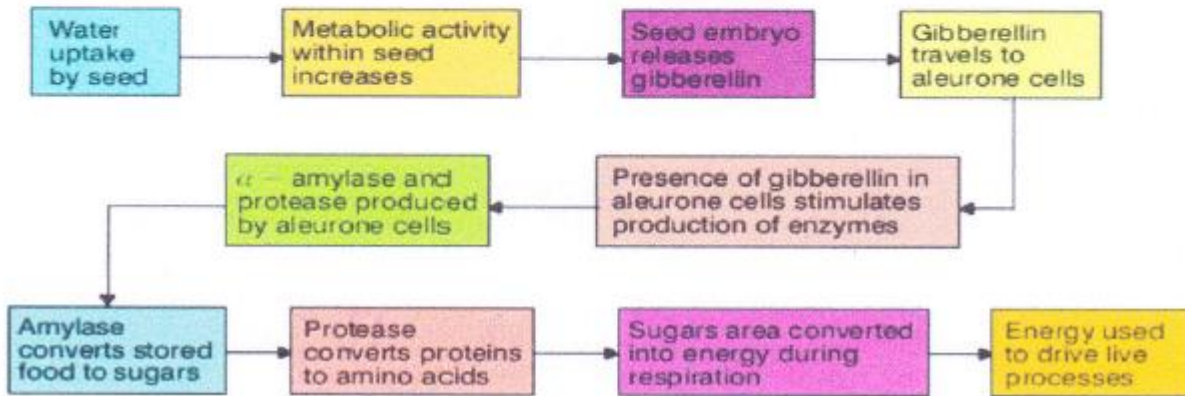 Water
uptake
by seed
Metabolic activity
within seed
increases
Seed embryo
releases
gibberellin
Gibberellin
travels to
aleurone cells
Presence of gibberellin in
aleurone cells stimulates
production of enzymes
α – amylase and
protease produced
by aleurone cells
Amylase
converts stored
food to sugars
Protease
converts proteins
to amino acids
Sugars area converted
into energy during
respiration
Energy used
to drive live
processes